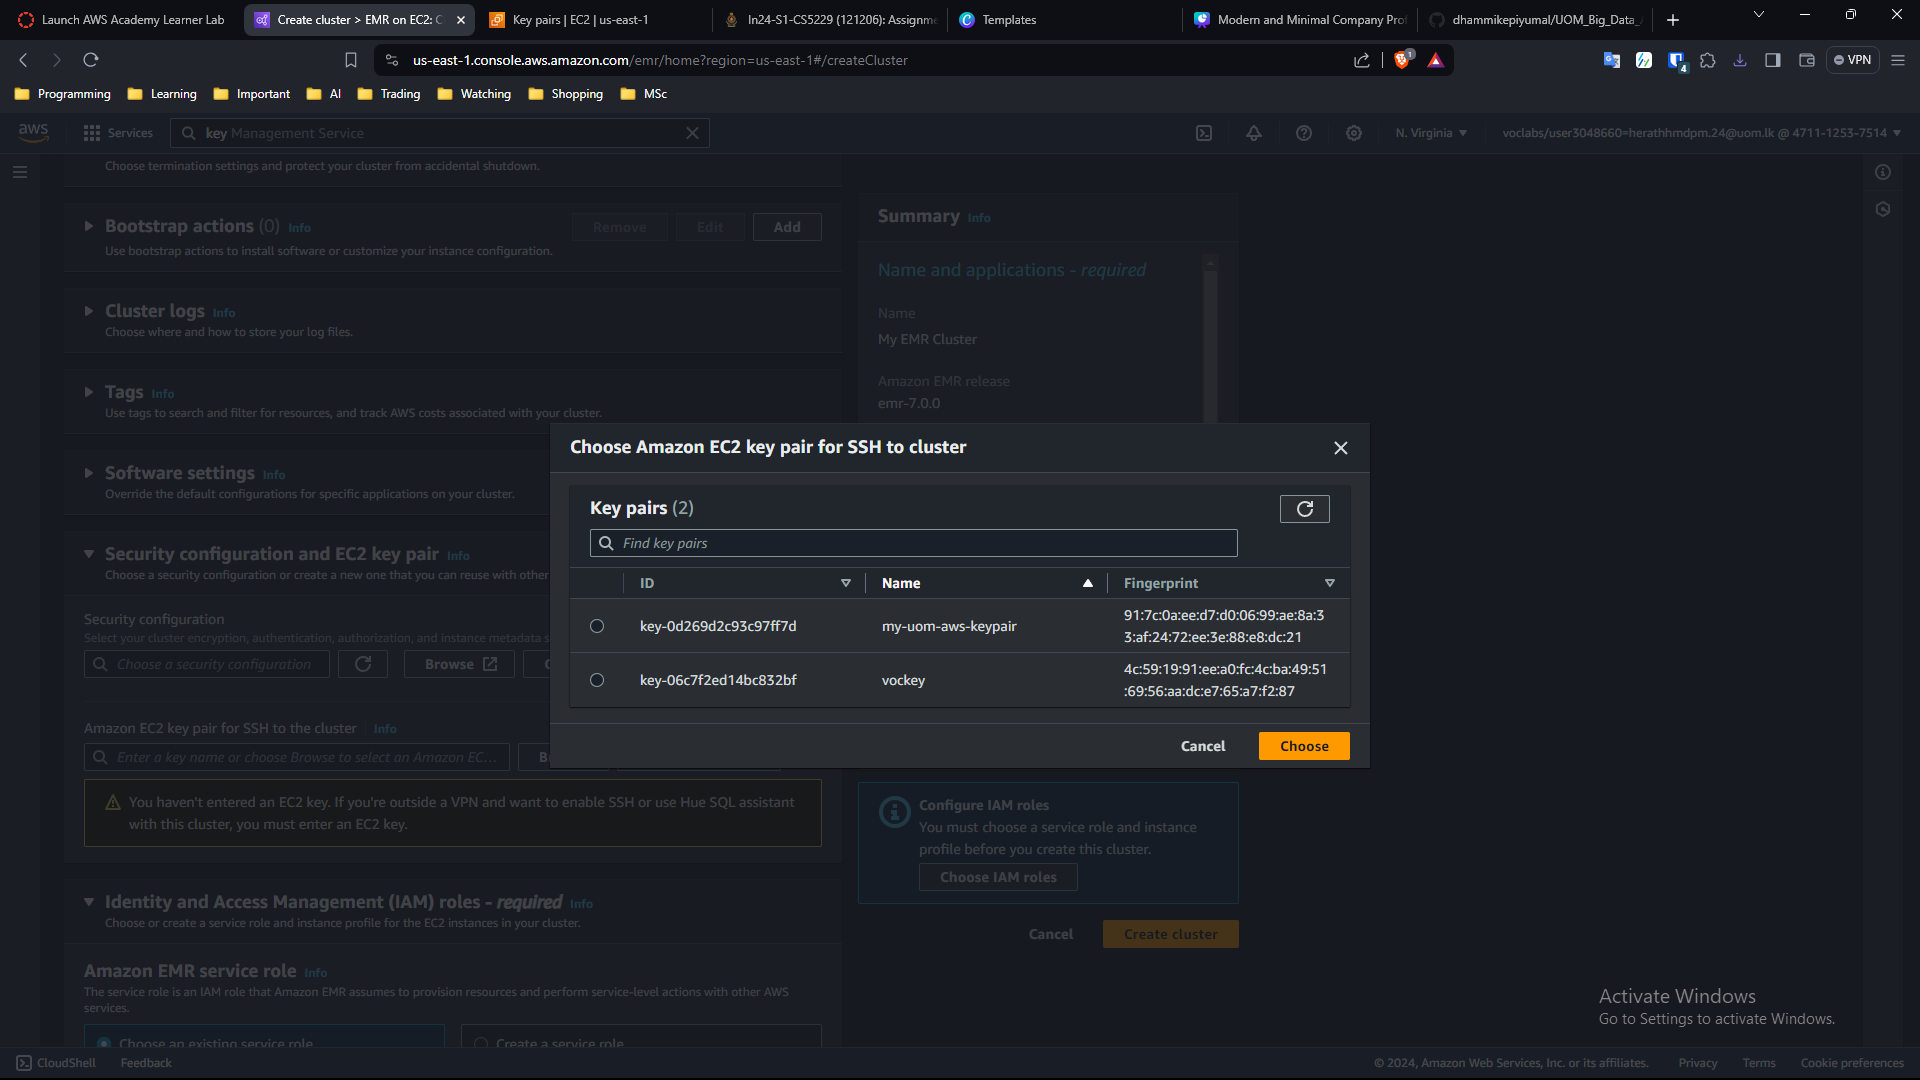 Launch AWS Academy Learner Lab
Create cluster > EMR on EC2: C
Key pairs | EC2 | us-east-1
In24-S1-CS5229 (121206): Assignme
Templates
Modern and Minimal Company Prof
dhammikepiyumal/UOM_Big_Data_
us-east-1.console.aws.amazon.com/emr/home?region=us-east-1#/createCluster
1
4
VPN
Programming
Learning
Important
AI
Trading
Watching
Shopping
MSc
aws
Services
key Management Service
N. Virginia
voclabs/user3048660=herathhmdpm.24@uom.lk @ 4711-1253-7514
Choose termination settings and protect your cluster from accidental shutdown.
Bootstrap actions (0) Info
Remove
Edit
Add
Use bootstrap actions to install software or customize your instance configuration.
Cluster logs Info
Choose where and how to store your log files.
Tags Info
Use tags to search and filter for resources, and track AWS costs associated with your cluster.
Software settings Info
Override the default configurations for specific applications on your cluster.
Security configuration and EC2 key pair Info
Choose a security configuration or create a new one that you can reuse with other
Security configuration
Select your cluster encryption, authentication, authorization, and instance metadata s
Choose a security configuration
Browse
Amazon EC2 key pair for SSH to the cluster Info
Enter a key name or choose Browse to select an Amazon EC...
You haven't entered an EC2 key. If you're outside a VPN and want to enable SSH or use Hue SQL assistant
with this cluster, you must enter an EC2 key.
Identity and Access Management (IAM) roles - required Info
Choose or create a service role and instance profile for the EC2 instances in your cluster.
Amazon EMR service role Info
The service role is an IAM role that Amazon EMR assumes to provision resources and perform service-level actions with other AWS
services.
Choose an existing service role
Create a service role
Summary Info
Name and applications - required
Name
My EMR Cluster
Amazon EMR release
emr-7.0.0
Choose Amazon EC2 key pair for SSH to cluster
Key pairs (2)
Find key pairs
ID
Name
Fingerprint
key-0d269d2c93c97ff7d
my-uom-aws-keypair
91:7c:0a:ee:d7:d0:06:99:ae:8a:3
3:af:24:72:ee:3e:88:e8:dc:21
key-06c7f2ed14bc832bf
vockey
4c:59:19:91:ee:a0:fc:4c:ba:49:51
:69:56:aa:dc:e7:65:a7:f2:87
Cancel
Choose
Configure IAM roles
You must choose a service role and instance
profile before you create this cluster.
Choose IAM roles
Cancel
Create cluster
Activate Windows
Go to Settings to activate Windows.
CloudShell
Feedback
© 2024, Amazon Web Services, Inc. or its affiliates.
Privacy
Terms
Cookie preferences